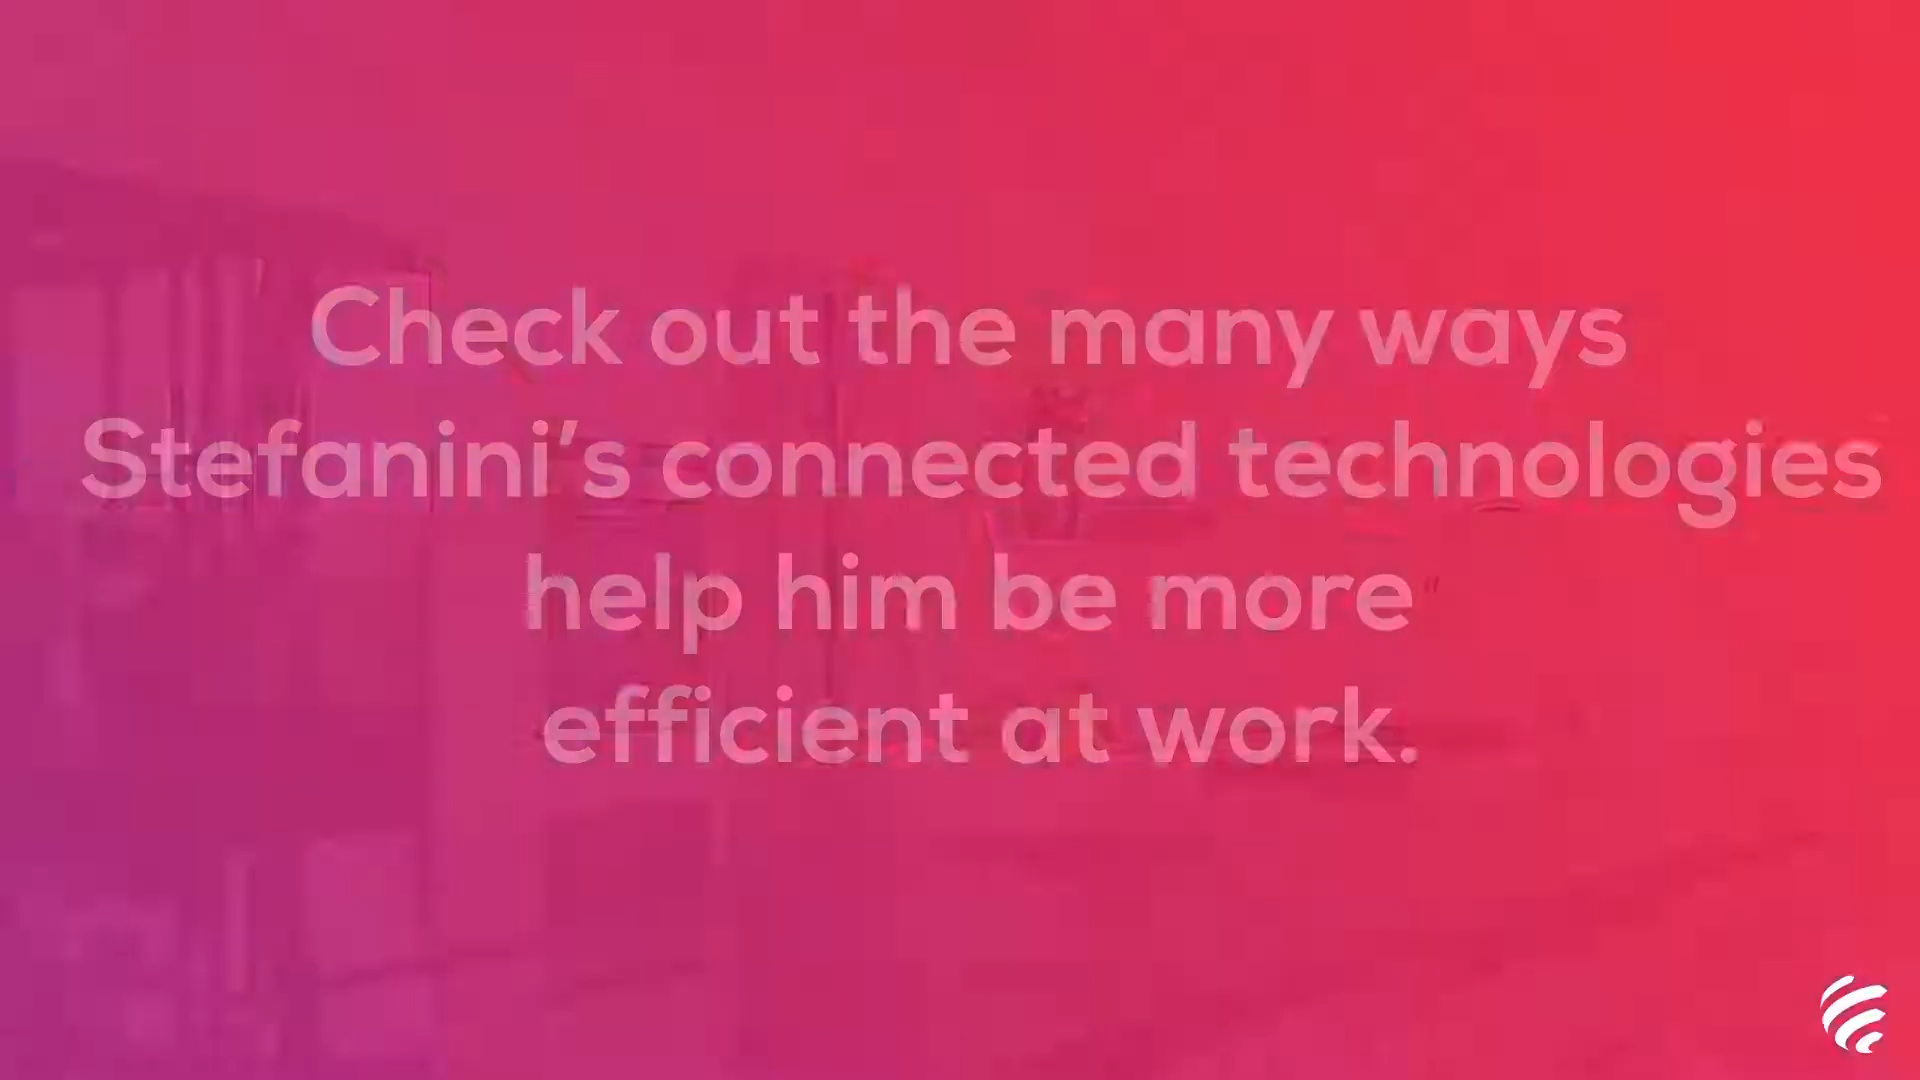 Check out the many ways
Stefanini’s connected technologies
help him be more
efficient at work.